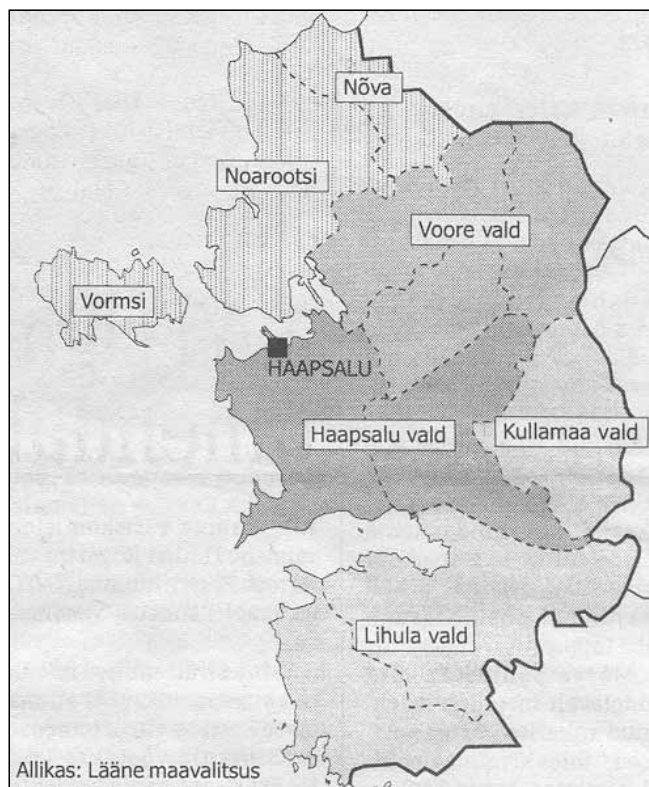 Nõva
Noarootsi
Voore vald
Vormsi
HAAPSALU
Haapsalu vald
Kullamaa vald
Lihula vald
Allikas: Lääne maavalitsus